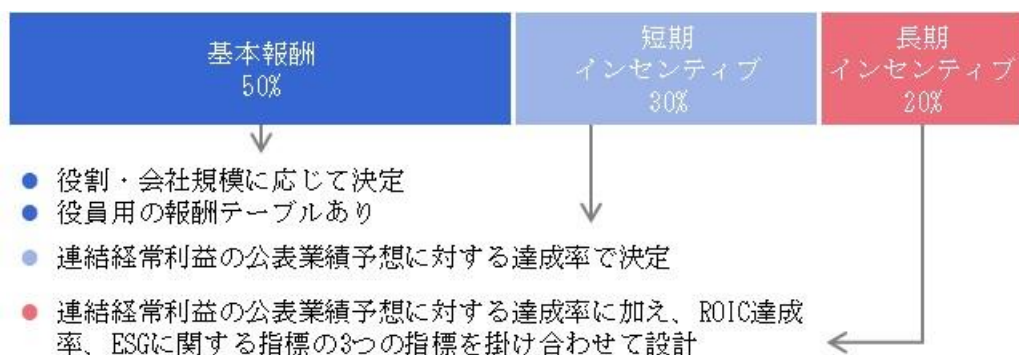 基本報酬
50%
短期
インセンティブ
30%
長期
インセンティブ
20%
役割・会社規模に応じて決定
役員用の報酬テーブルあり
連結経常利益の公表業績予想に対する達成率で決定
連結経常利益の公表業績予想に対する達成率に加え、ROIC達成
率、ESGに関する指標の3つの指標を掛け合わせて設計